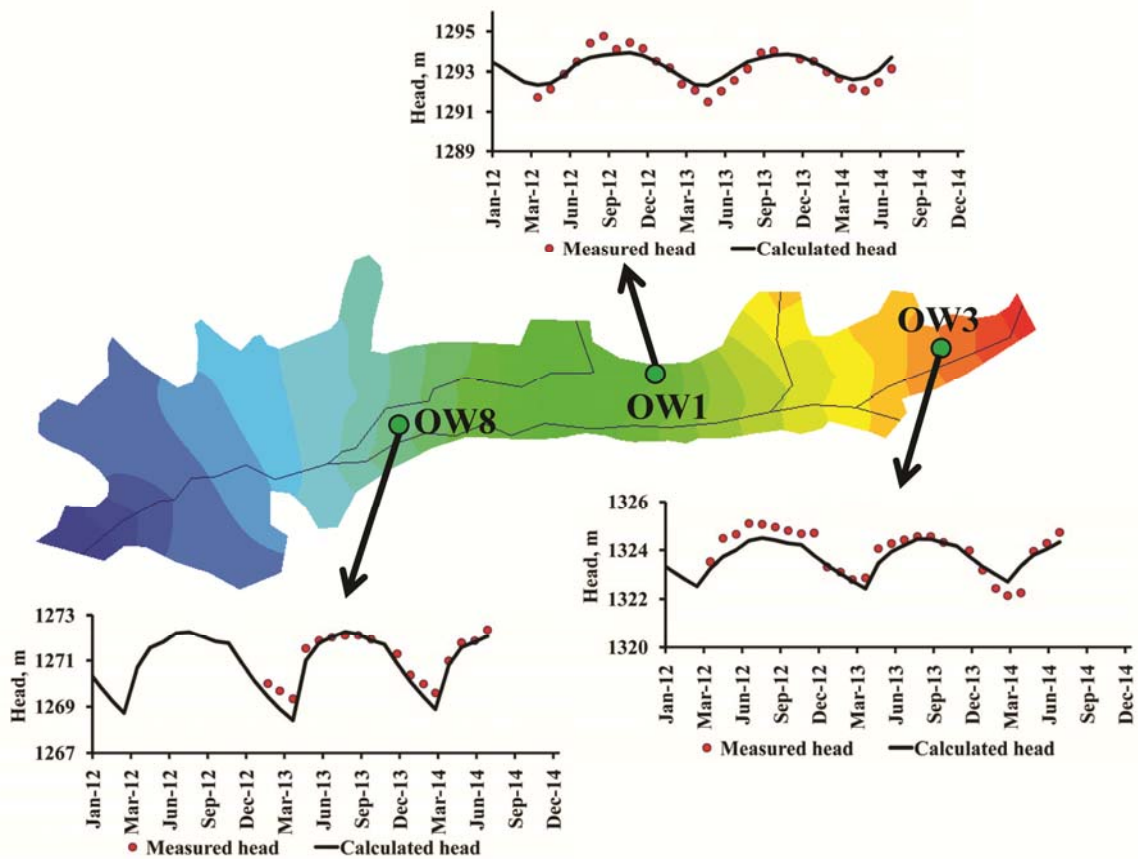 1295
1293
1291
1289
Head, m
Jan-12
Mar-12
Jun-12
Sep-12
Dec-12
Mar-13
Jun-13
Sep-13
Dec-13
Mar-14
Jun-14
Sep-14
Dec-14
Measured head Calculated head
OW3
OW1
OW8
1326
1324
1322
1320
Head, m
Jan-12
Mar-12
Jun-12
Sep-12
Dec-12
Mar-13
Jun-13
Sep-13
Dec-13
Mar-14
Jun-14
Sep-14
Dec-14
Measured head Calculated head
1273
1271
1269
1267
Head, m
Jan-12
Mar-12
Jun-12
Sep-12
Dec-12
Mar-13
Jun-13
Sep-13
Dec-13
Mar-14
Jun-14
Sep-14
Dec-14
Measured head Calculated head